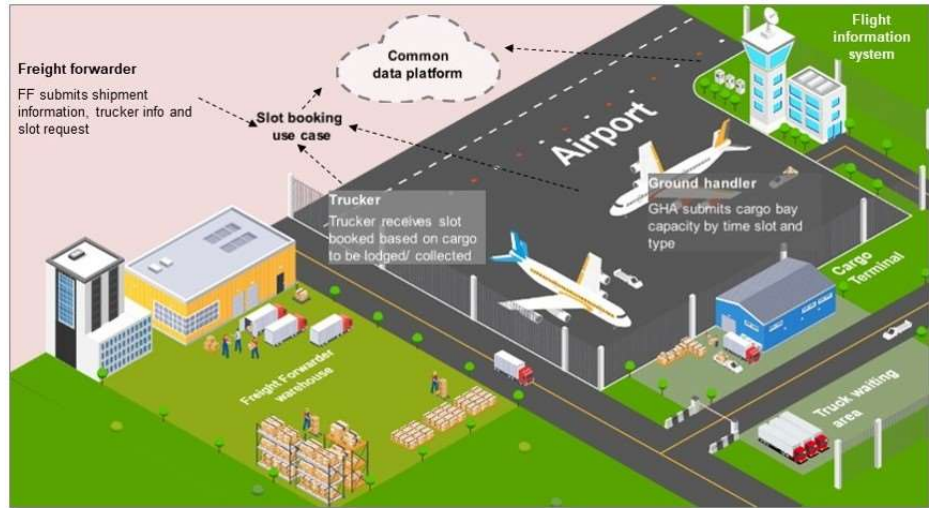 Flight
information
system
Common
data platform
Freight forwarder
FF submits shipment
information, trucker info and
slot request
Slot booking
use case
Airport
Trucker
Trucker receives slot
booked based on cargo
to be lodged/ collected
Ground handler
GHA submits cargo bay
capacity by time slot and
type
Cargo
Terminal
Freight Forwarder
warehouse
Truck waiting
area